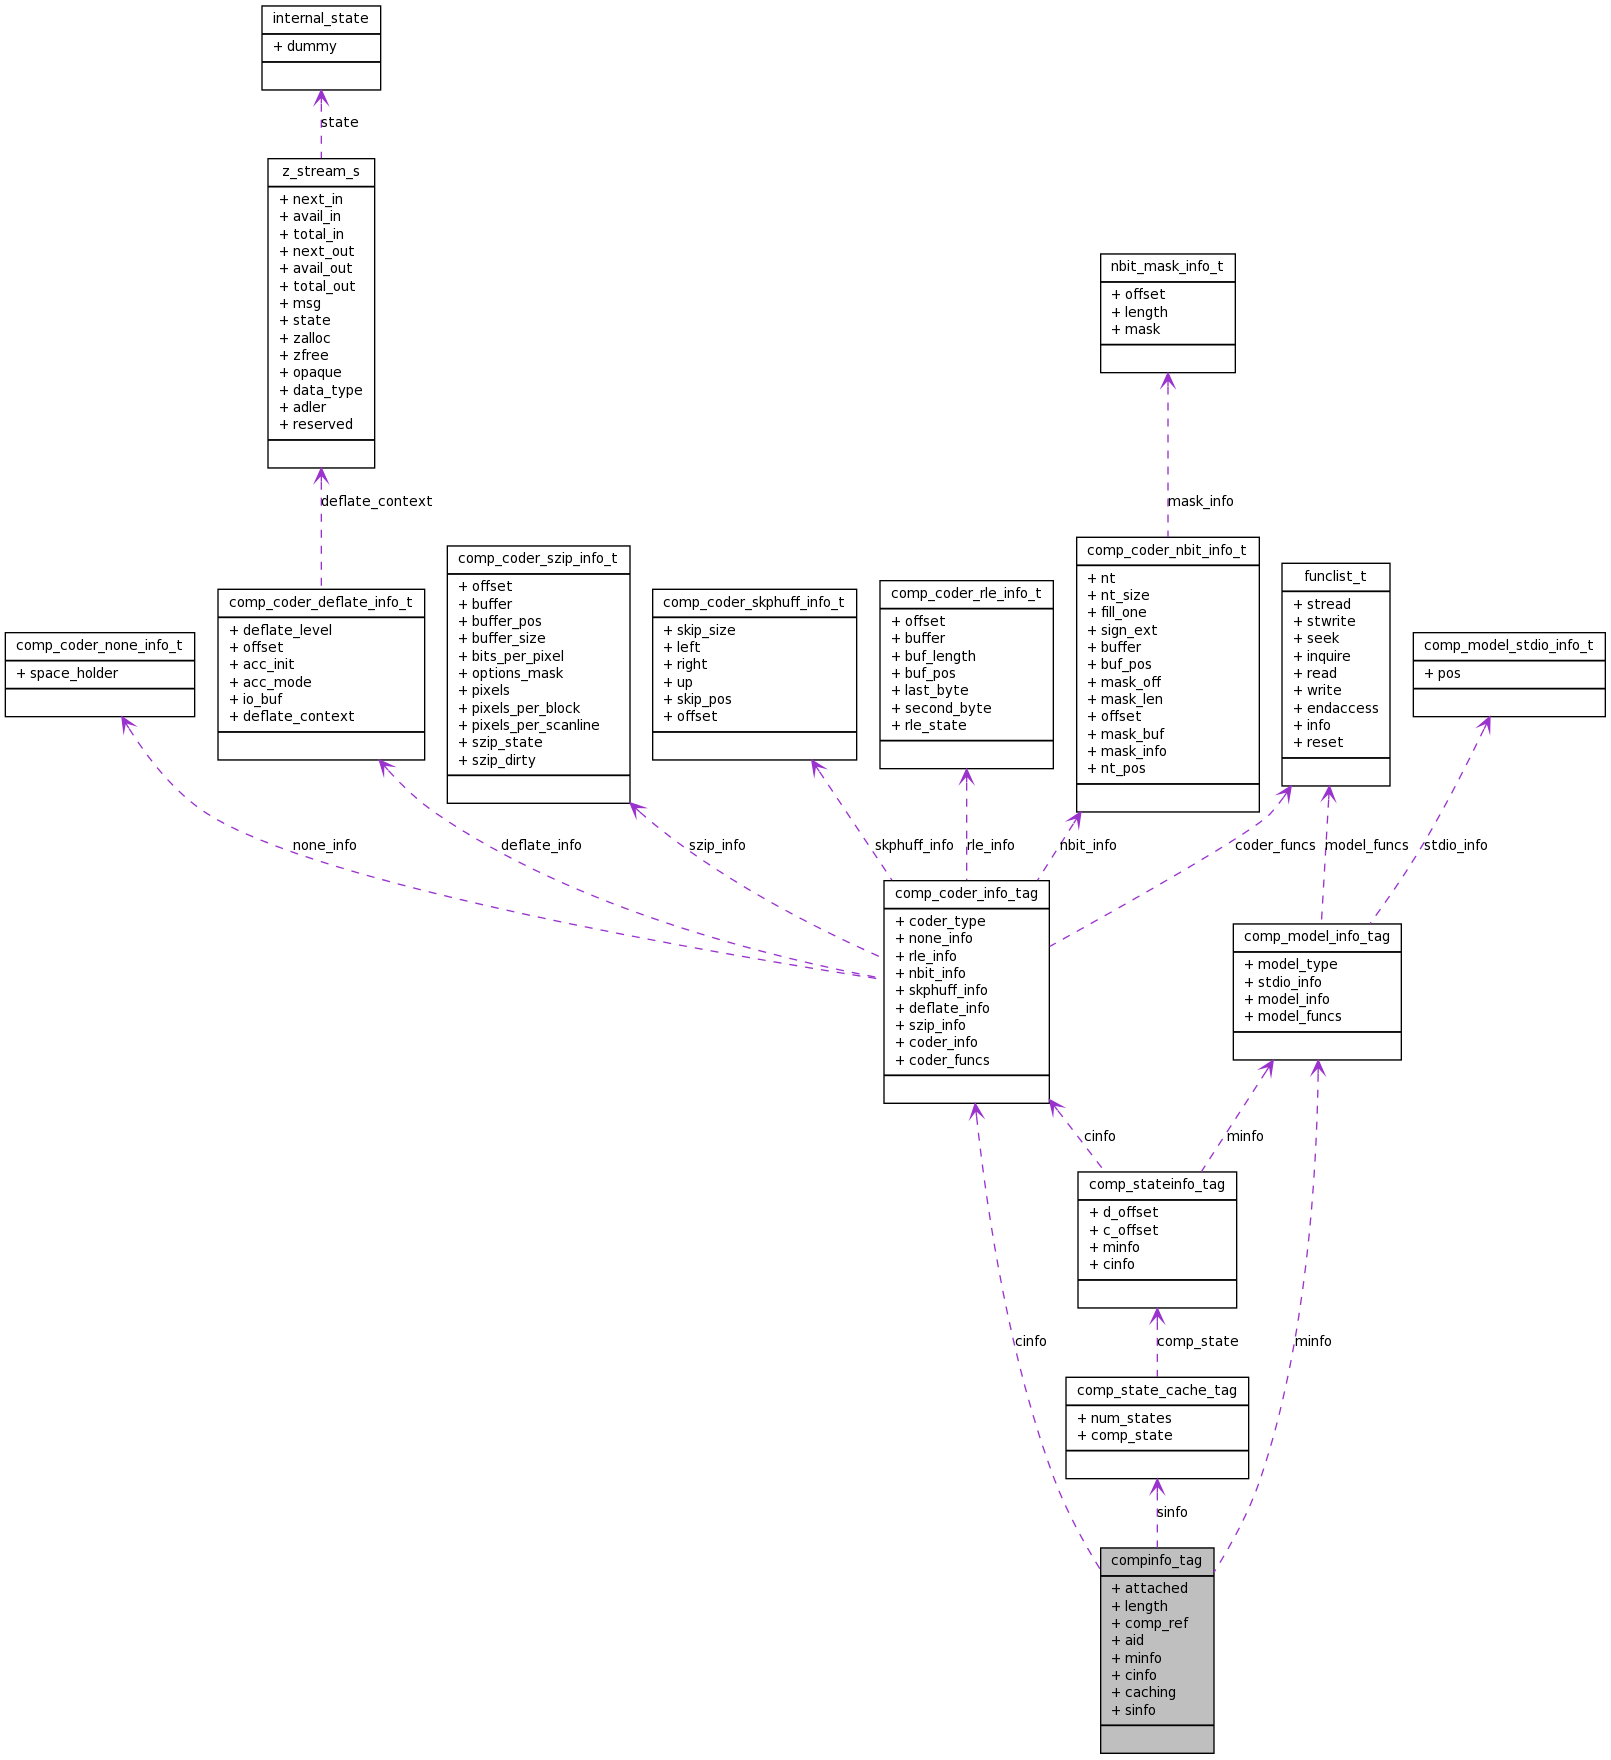 internal_state
+ dummy
state
z_stream_s
+ next_in
+ avail_in
+ total_in
+ next_out
+ avail_out
+ total_out
+ msg
+ state
+ zalloc
+ zfree
+ opaque
+ data_type
+ adler
+ reserved
deflate_context
nbit_mask_info_t
+ offset
+ length
+ mask
mask_info
comp_coder_none_info_t
+ space_holder
comp_coder_deflate_info_t
+ deflate_level
+ offset
+ acc_init
+ acc_mode
+ io_buf
+ deflate_context
comp_coder_szip_info_t
+ offset
+ buffer
+ buffer_pos
+ buffer_size
+ bits_per_pixel
+ options_mask
+ pixels
+ pixels_per_block
+ pixels_per_scanline
+ szip_state
+ szip_dirty
comp_coder_skphuff_info_t
+ skip_size
+ left
+ right
+ up
+ skip_pos
+ offset
comp_coder_rle_info_t
+ offset
+ buffer
+ buf_length
+ buf_pos
+ last_byte
+ second_byte
+ rle_state
comp_coder_nbit_info_t
+ nt
+ nt_size
+ fill_one
+ sign_ext
+ buffer
+ buf_pos
+ mask_off
+ mask_len
+ offset
+ mask_buf
+ mask_info
+ nt_pos
funclist_t
+ stread
+ stwrite
+ seek
+ inquire
+ read
+ write
+ endaccess
+ info
+ reset
comp_model_stdio_info_t
+ pos
none_info
deflate_info
szip_info
skphuff_info
rle_info
nbit_info
coder_funcs
model_funcs
stdio_info
comp_coder_info_tag
+ coder_type
+ none_info
+ rle_info
+ nbit_info
+ skphuff_info
+ deflate_info
+ szip_info
+ coder_info
+ coder_funcs
comp_model_info_tag
+ model_type
+ stdio_info
+ model_info
+ model_funcs
cinfo
minfo
comp_stateinfo_tag
+ d_offset
+ c_offset
+ minfo
+ cinfo
cinfo
comp_state
minfo
comp_state_cache_tag
+ num_states
+ comp_state
sinfo
compinfo_tag
+ attached
+ length
+ comp_ref
+ aid
+ minfo
+ cinfo
+ caching
+ sinfo